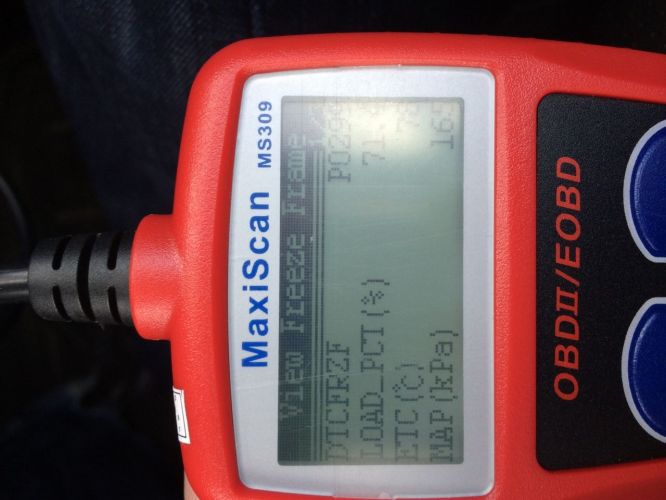 MaxiScan MS309
View Freeze Frame
DTCFRZF
LOAD_PCT(%)
ETC(°C)
MAP(kPa)
OBDII/EOBD